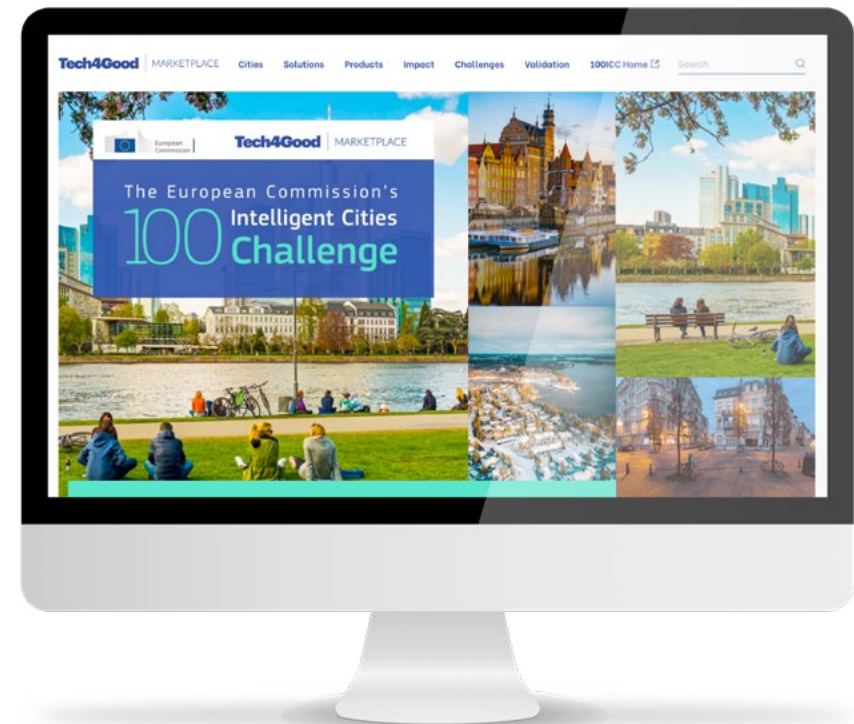 Tech4Good | MARKETPLACE Cities Solutions Products Impact Challenges Validation 100ICC Home Search
European Commission
Tech4Good | MARKETPLACE
The European Commission's
100 Intelligent Cities
Challenge